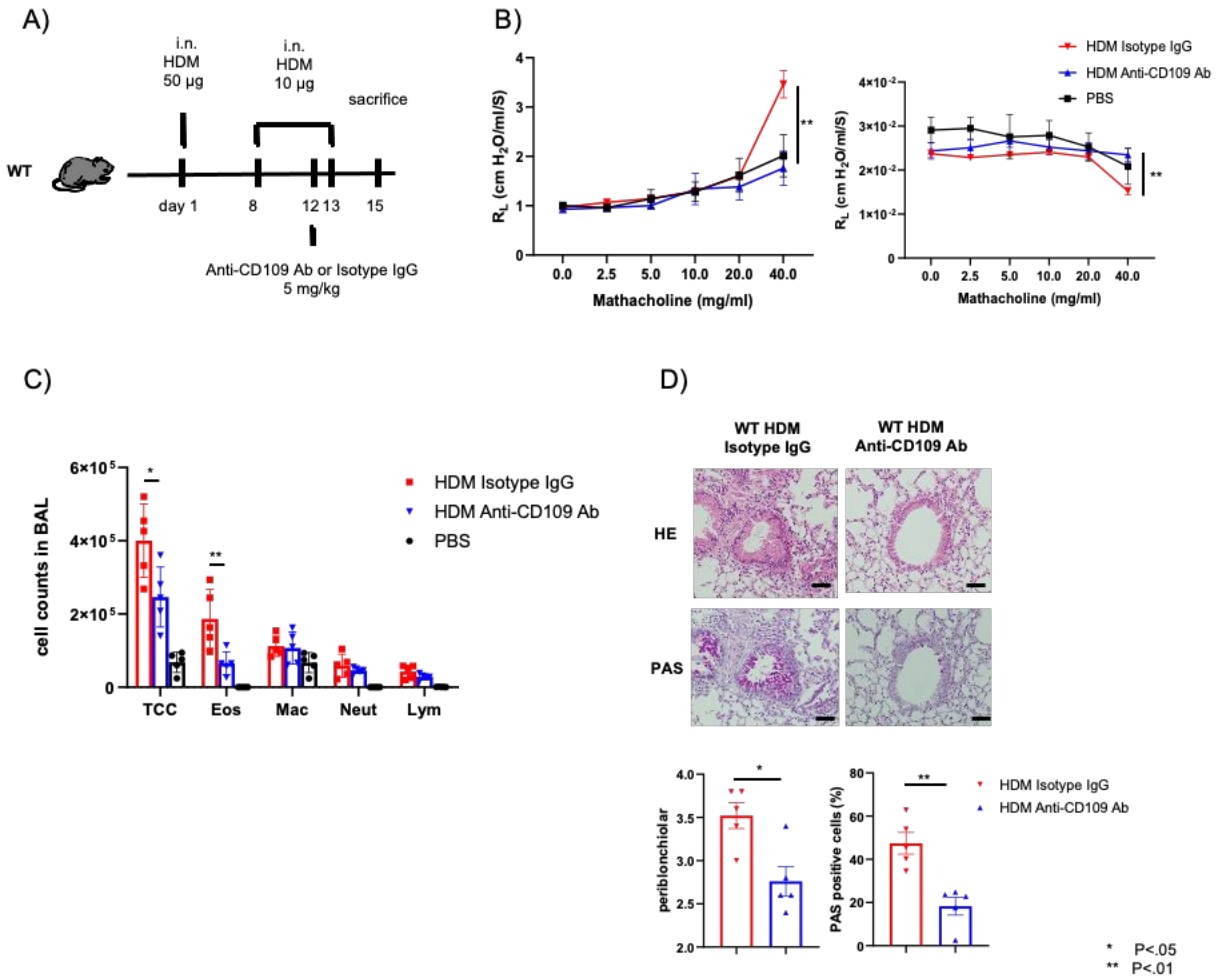 A)
i.n.
HDM
50 µg
i.n.
HDM
10 µg
sacrifice
WT
day 1
8
12
13
15
Anti-CD109 Ab or Isotype IgG
5 mg/kg
B)
R_L (cm H₂O/ml/S)
4
3
2
1
0
**
0.0 2.5 5.0 10.0 20.0 40.0
Mathacholine (mg/ml)
HDM Isotype IgG
HDM Anti-CD109 Ab
PBS
R_L (cm H₂O/ml/S)
4×10⁻²
3×10⁻²
2×10⁻²
1×10⁻²
0
**
0.0 2.5 5.0 10.0 20.0 40.0
Mathacholine (mg/ml)
C)
cell counts in BAL
6×10⁵
4×10⁵
2×10⁵
0
*
**
HDM Isotype IgG
HDM Anti-CD109 Ab
PBS
TCC Eos Mac Neut Lym
D)
WT HDM
Isotype IgG
WT HDM
Anti-CD109 Ab
HE
PAS
periblonchiolar
4.0
3.5
3.0
2.5
2.0
*
PAS positive cells (%)
80
60
40
20
0
**
HDM Isotype IgG
HDM Anti-CD109 Ab
* P<.05
** P<.01